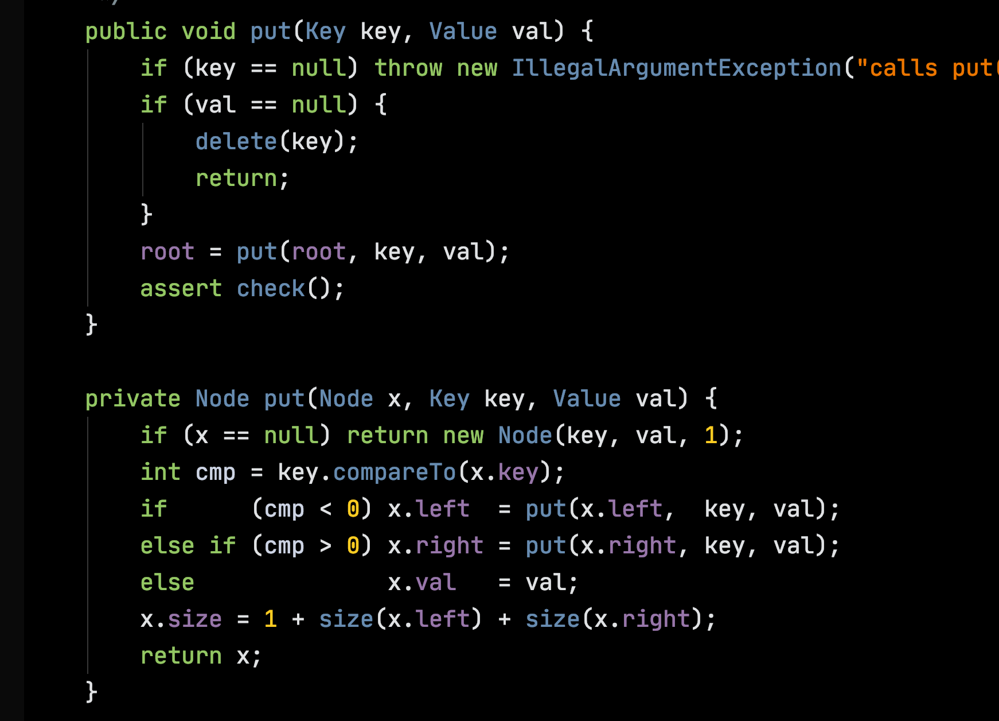 public void put(Key key, Value val) {
    if (key == null) throw new IllegalArgumentException("calls put(
    if (val == null) {
        delete(key);
        return;
    }
    root = put(root, key, val);
    assert check();
}

private Node put(Node x, Key key, Value val) {
    if (x == null) return new Node(key, val, 1);
    int cmp = key.compareTo(x.key);
    if      (cmp < 0) x.left  = put(x.left,  key, val);
    else if (cmp > 0) x.right = put(x.right, key, val);
    else              x.val   = val;
    x.size = 1 + size(x.left) + size(x.right);
    return x;
}